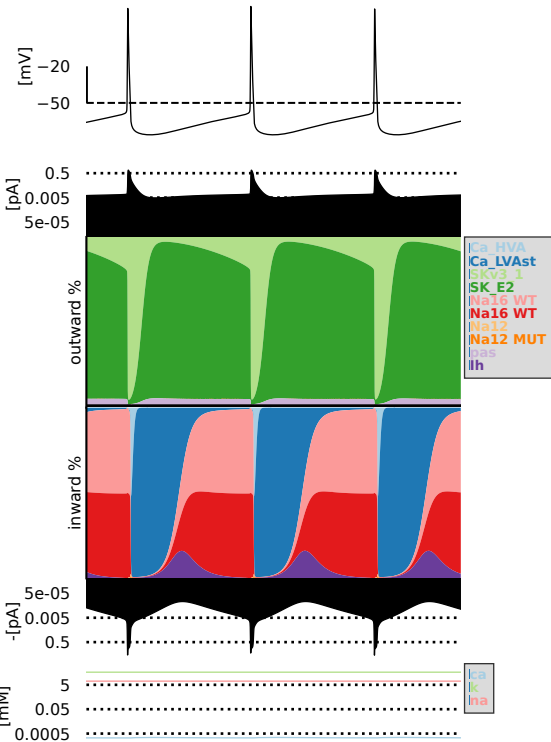 [mV]
−20
−50
[pA]
0.5
0.005
5e-05
outward %
Ca_HVA
Ca_LVAst
SKv3_1
SK_E2
Na16 WT
Na16 WT
Na12
Na12 MUT
pas
Ih
inward %
-[pA]
5e-05
0.005
0.5
[mM]
5
0.05
0.0005
ca
k
na